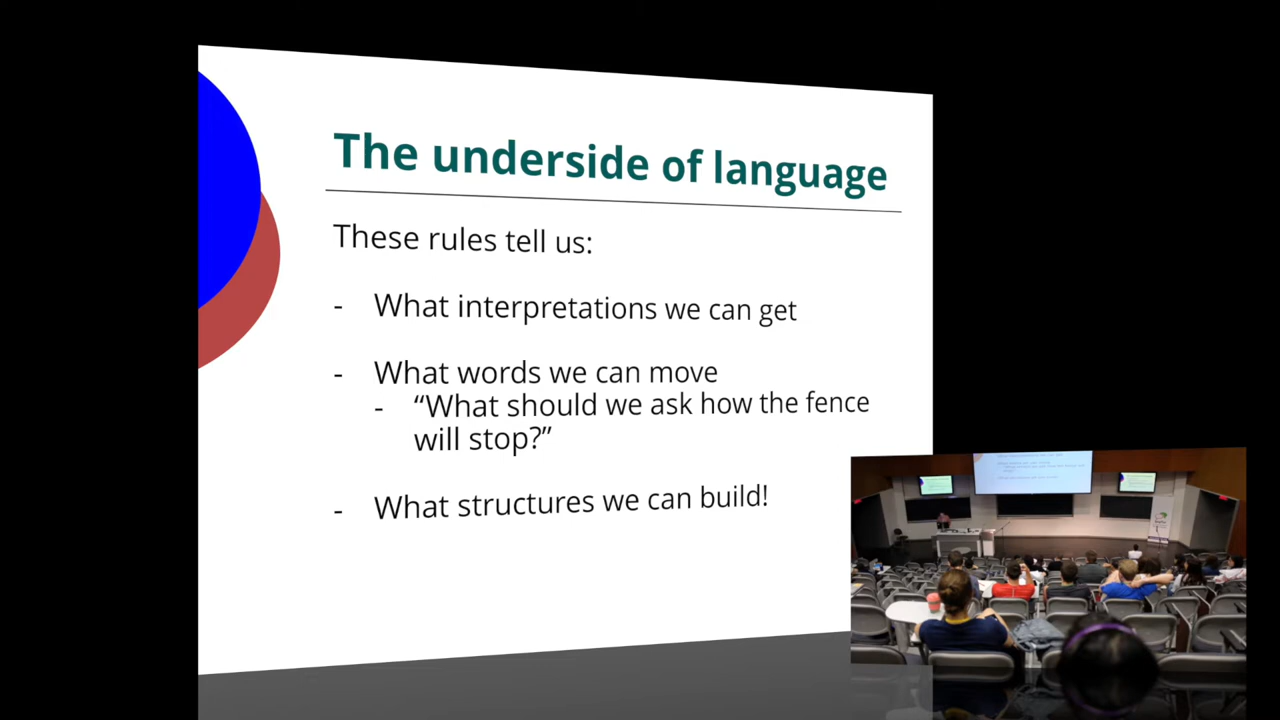 The underside of language
These rules tell us:
- What interpretations we can get
- What words we can move
- “What should we ask how the fence
will stop?”
- What structures we can build!